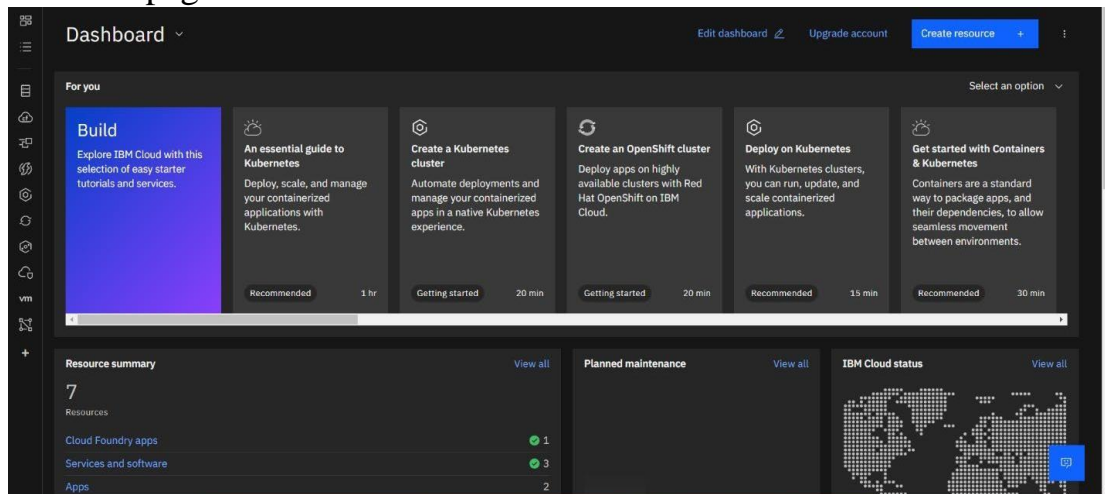 Dashboard
Edit dashboard
Upgrade account
Create resource +
For you
Select an option
Build
Explore IBM Cloud with this
selection of easy starter
tutorials and services.
An essential guide to
Kubernetes
Deploy, scale, and manage
your containerized
applications with
Kubernetes.
Recommended 1 hr
Create a Kubernetes
cluster
Automate deployments and
manage your containerized
apps in a native Kubernetes
experience.
Getting started 20 min
Create an OpenShift cluster
Deploy apps on highly
available clusters with Red
Hat OpenShift on IBM
Cloud.
Getting started 20 min
Deploy on Kubernetes
With Kubernetes clusters,
you can run, update, and
scale containerized
applications.
Recommended 15 min
Get started with Containers
& Kubernetes
Containers are a standard
way to package apps, and
their dependencies, to allow
seamless movement
between environments.
Recommended 30 min
vm
Resource summary View all
7
Resources
Cloud Foundry apps 1
Services and software 3
Apps 2
Planned maintenance View all
IBM Cloud status View all